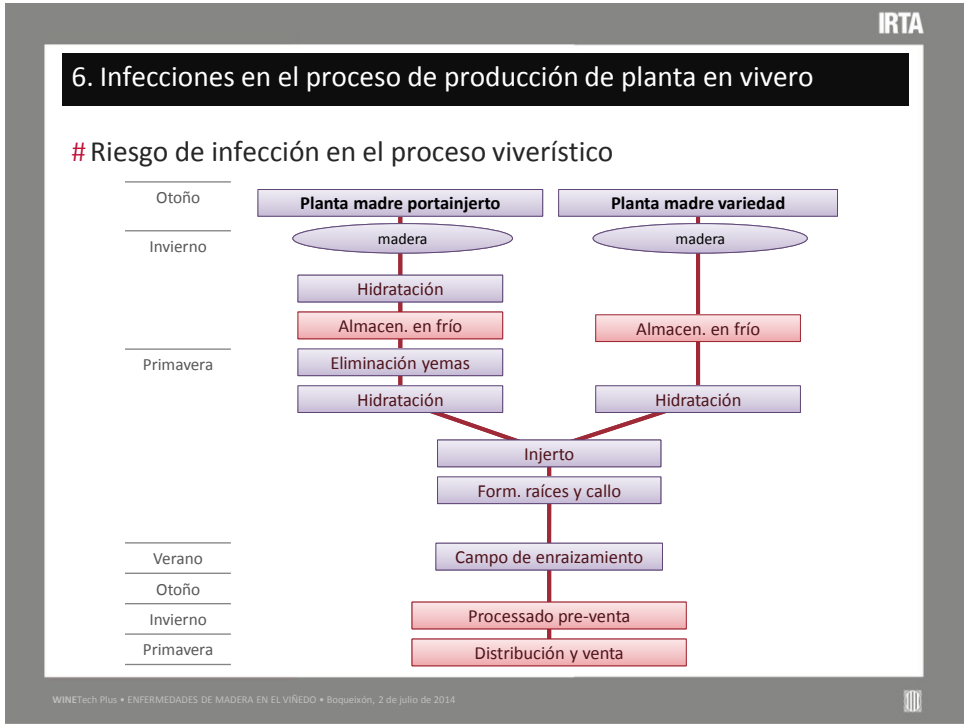 IRTA
6. Infecciones en el proceso de producción de planta en vivero
# Riesgo de infección en el proceso viverístico
Otoño
Planta madre portainjerto
Planta madre variedad
Invierno
madera
madera
Hidratación
Almacen. en frío
Almacen. en frío
Primavera
Eliminación yemas
Hidratación
Hidratación
Injerto
Form. raíces y callo
Verano
Campo de enraizamiento
Otoño
Invierno
Processado pre-venta
Primavera
Distribución y venta
WINETech Plus • ENFERMEDADES DE MADERA EN EL VIÑEDO • Boqueixón, 2 de julio de 2014